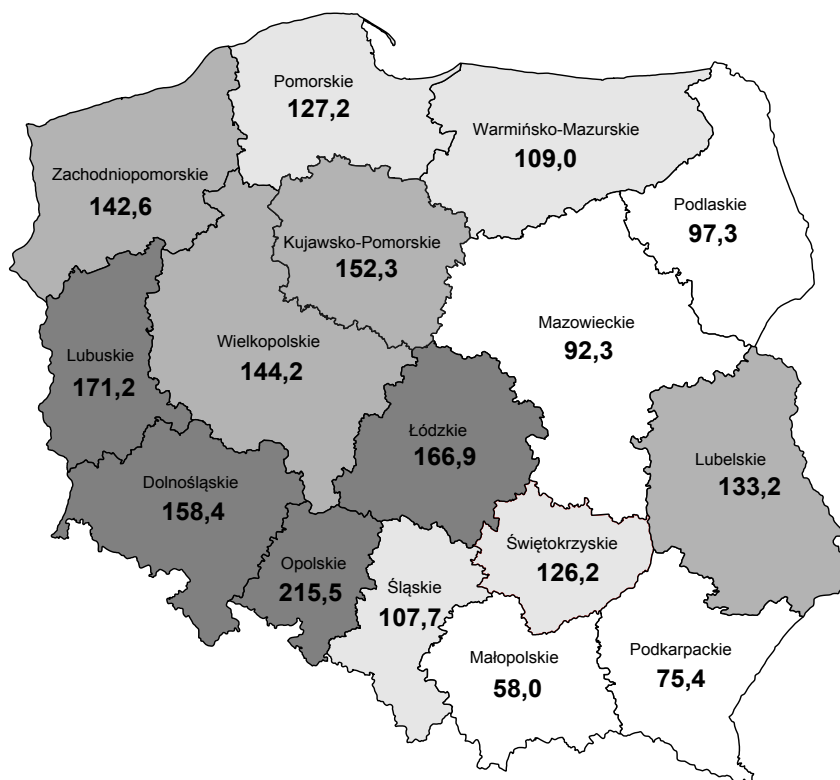 Pomorskie
127,2
Warmińsko-Mazurskie
109,0
Zachodniopomorskie
142,6
Podlaskie
97,3
Kujawsko-Pomorskie
152,3
Mazowieckie
92,3
Wielkopolskie
144,2
Lubuskie
171,2
Łódzkie
166,9
Lubelskie
133,2
Dolnośląskie
158,4
Świętokrzyskie
126,2
Opolskie
215,5
Śląskie
107,7
Małopolskie
58,0
Podkarpackie
75,4